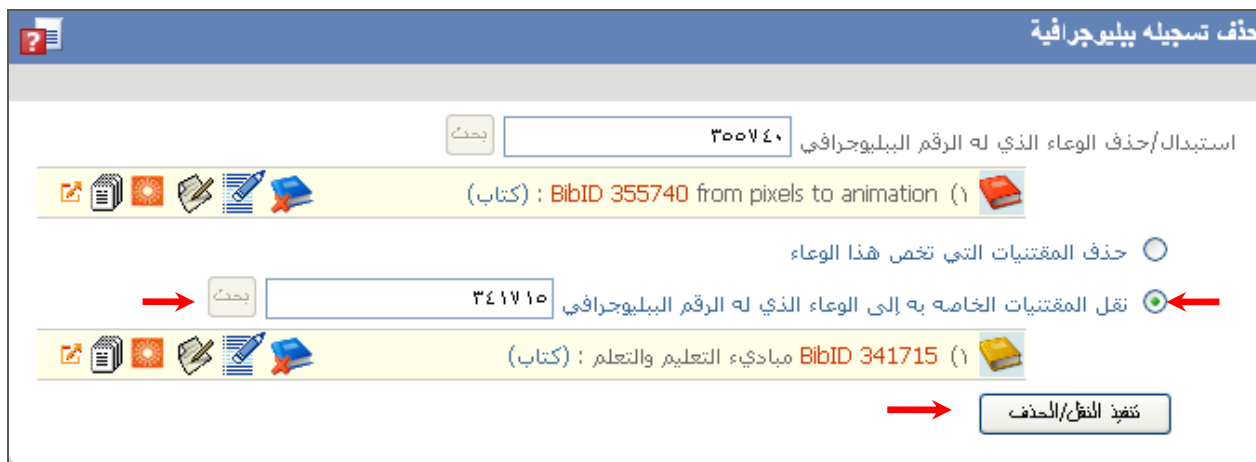 حذف تسجيله ببليوجرافية
استبدال/حذف الوعاء الذي له الرقم الببليوجرافي ٣٥٥٧٤٠ بحث
١) BibID 355740 from pixels to animation : (كتاب)
حذف المقتنيات التي تخص هذا الوعاء
نقل المقتنيات الخاصه به إلى الوعاء الذي له الرقم الببليوجرافي ٣٤١٧١٥ بحث
١) BibID 341715 مباديء التعليم والتعلم : (كتاب)
تنفيذ النقل/الحذف